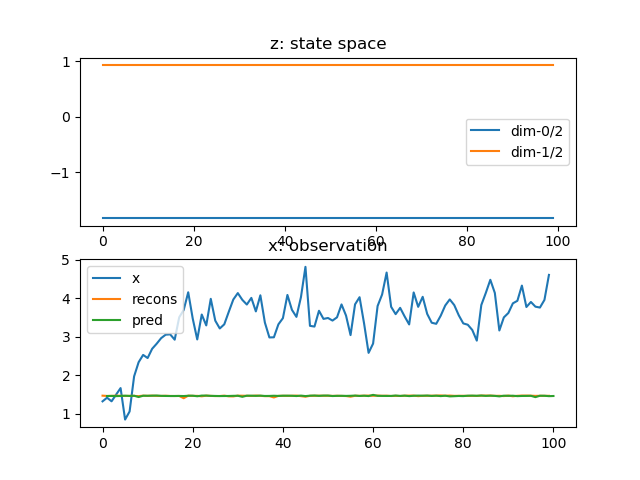 z: state space
1
0
−1
dim-0/2
dim-1/2
0 20 40 60 80 100
x: observation
5
4
3
2
1
x
recons
pred
0 20 40 60 80 100